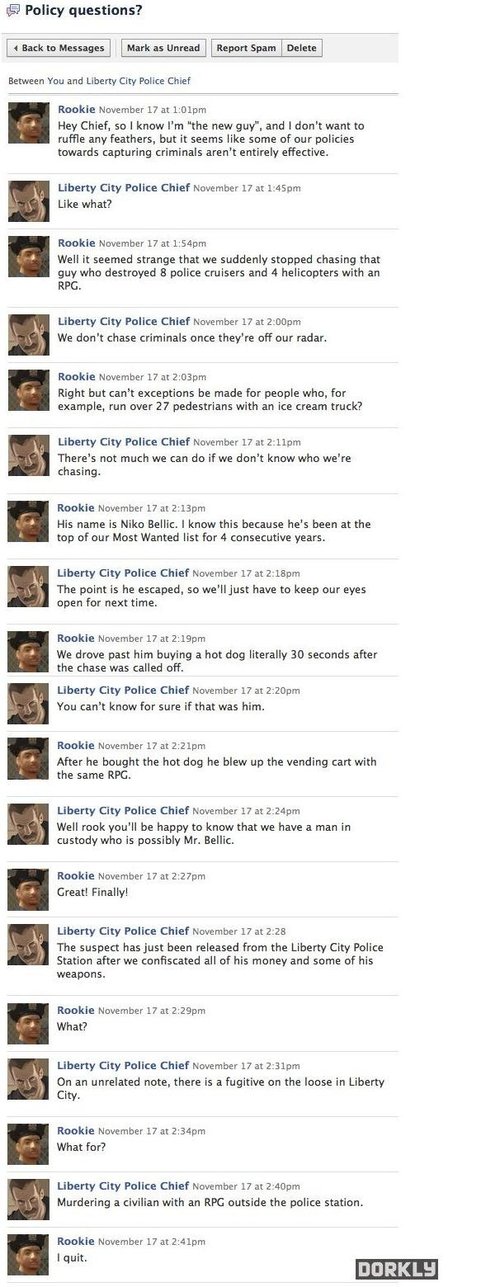 Policy questions?
Back to Messages Mark as Unread Report Spam Delete
Between You and Liberty City Police Chief
Rookie November 17 at 1:01pm
Hey Chief, so I know I'm "the new guy", and I don't want to
ruffle any feathers, but it seems like some of our policies
towards capturing criminals aren't entirely effective.
Liberty City Police Chief November 17 at 1:45pm
Like what?
Rookie November 17 at 1:54pm
Well it seemed strange that we suddenly stopped chasing that
guy who destroyed 8 police cruisers and 4 helicopters with an
RPG.
Liberty City Police Chief November 17 at 2:00pm
We don't chase criminals once they're off our radar.
Rookie November 17 at 2:03pm
Right but can't exceptions be made for people who, for
example, run over 27 pedestrians with an ice cream truck?
Liberty City Police Chief November 17 at 2:11pm
There's not much we can do if we don't know who we're
chasing.
Rookie November 17 at 2:13pm
His name is Niko Bellic. I know this because he's been at the
top of our Most Wanted list for 4 consecutive years.
Liberty City Police Chief November 17 at 2:18pm
The point is he escaped, so we'll just have to keep our eyes
open for next time.
Rookie November 17 at 2:19pm
We drove past him buying a hot dog literally 30 seconds after
the chase was called off.
Liberty City Police Chief November 17 at 2:20pm
You can't know for sure if that was him.
Rookie November 17 at 2:21pm
After he bought the hot dog he blew up the vending cart with
the same RPG.
Liberty City Police Chief November 17 at 2:24pm
Well rook you'll be happy to know that we have a man in
custody who is possibly Mr. Bellic.
Rookie November 17 at 2:27pm
Great! Finally!
Liberty City Police Chief November 17 at 2:28
The suspect has just been released from the Liberty City Police
Station after we confiscated all of his money and some of his
weapons.
Rookie November 17 at 2:29pm
What?
Liberty City Police Chief November 17 at 2:31pm
On an unrelated note, there is a fugitive on the loose in Liberty
City.
Rookie November 17 at 2:34pm
What for?
Liberty City Police Chief November 17 at 2:40pm
Murdering a civilian with an RPG outside the police station.
Rookie November 17 at 2:41pm
I quit.
DORKLY